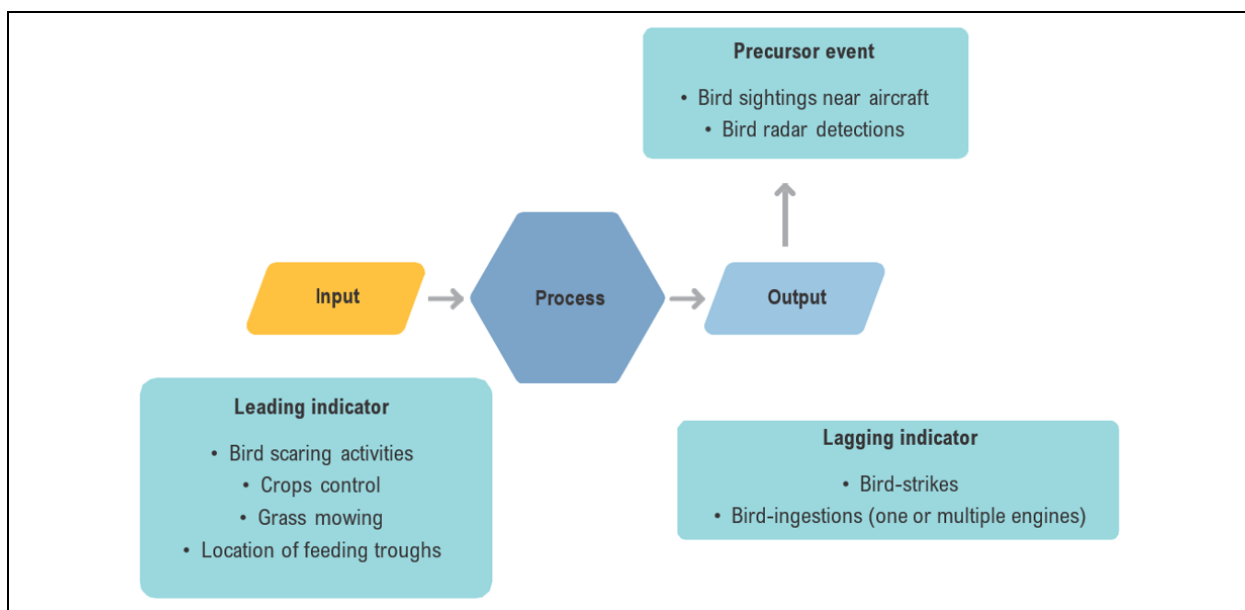 Precursor event
• Bird sightings near aircraft
• Bird radar detections
Input
Process
Output
Leading indicator
• Bird scaring activities
• Crops control
• Grass mowing
• Location of feeding troughs
Lagging indicator
• Bird-strikes
• Bird-ingestions (one or multiple engines)